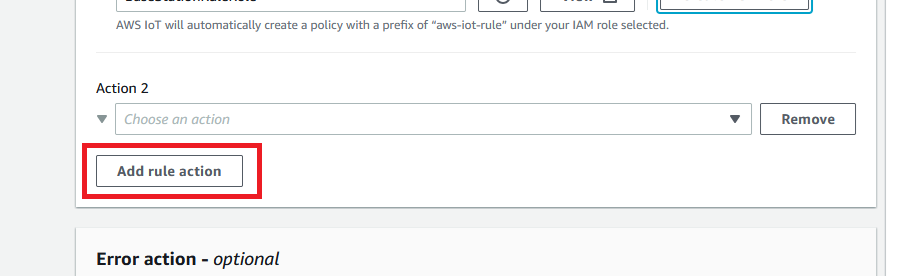 AWS IoT will automatically create a policy with a prefix of “aws-iot-rule” under your IAM role selected.
Action 2
Choose an action
Remove
Add rule action
Error action - optional